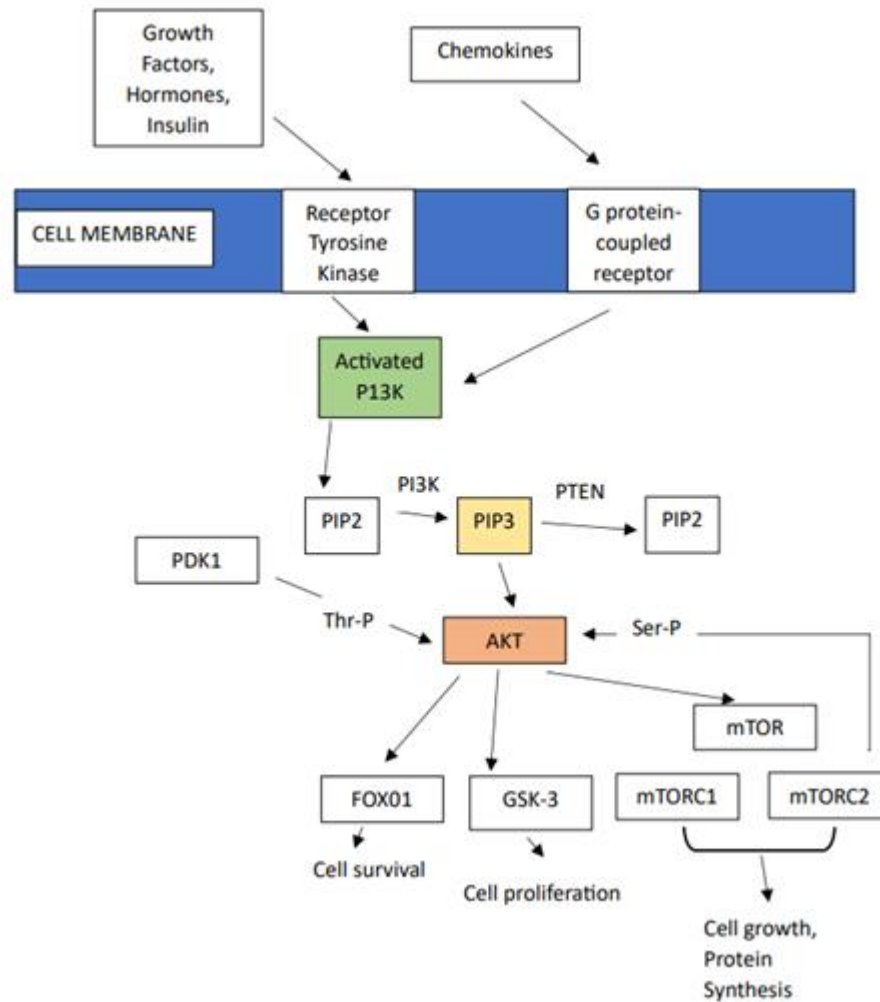 Growth
Factors,
Hormones,
Insulin
Chemokines
CELL MEMBRANE
Receptor
Tyrosine
Kinase
G protein-
coupled
receptor
Activated
P13K
PI3K
PTEN
PIP2
PIP3
PIP2
PDK1
Thr-P
AKT
Ser-P
mTOR
FOX01
GSK-3
mTORC1
mTORC2
Cell survival
Cell proliferation
Cell growth,
Protein
Synthesis